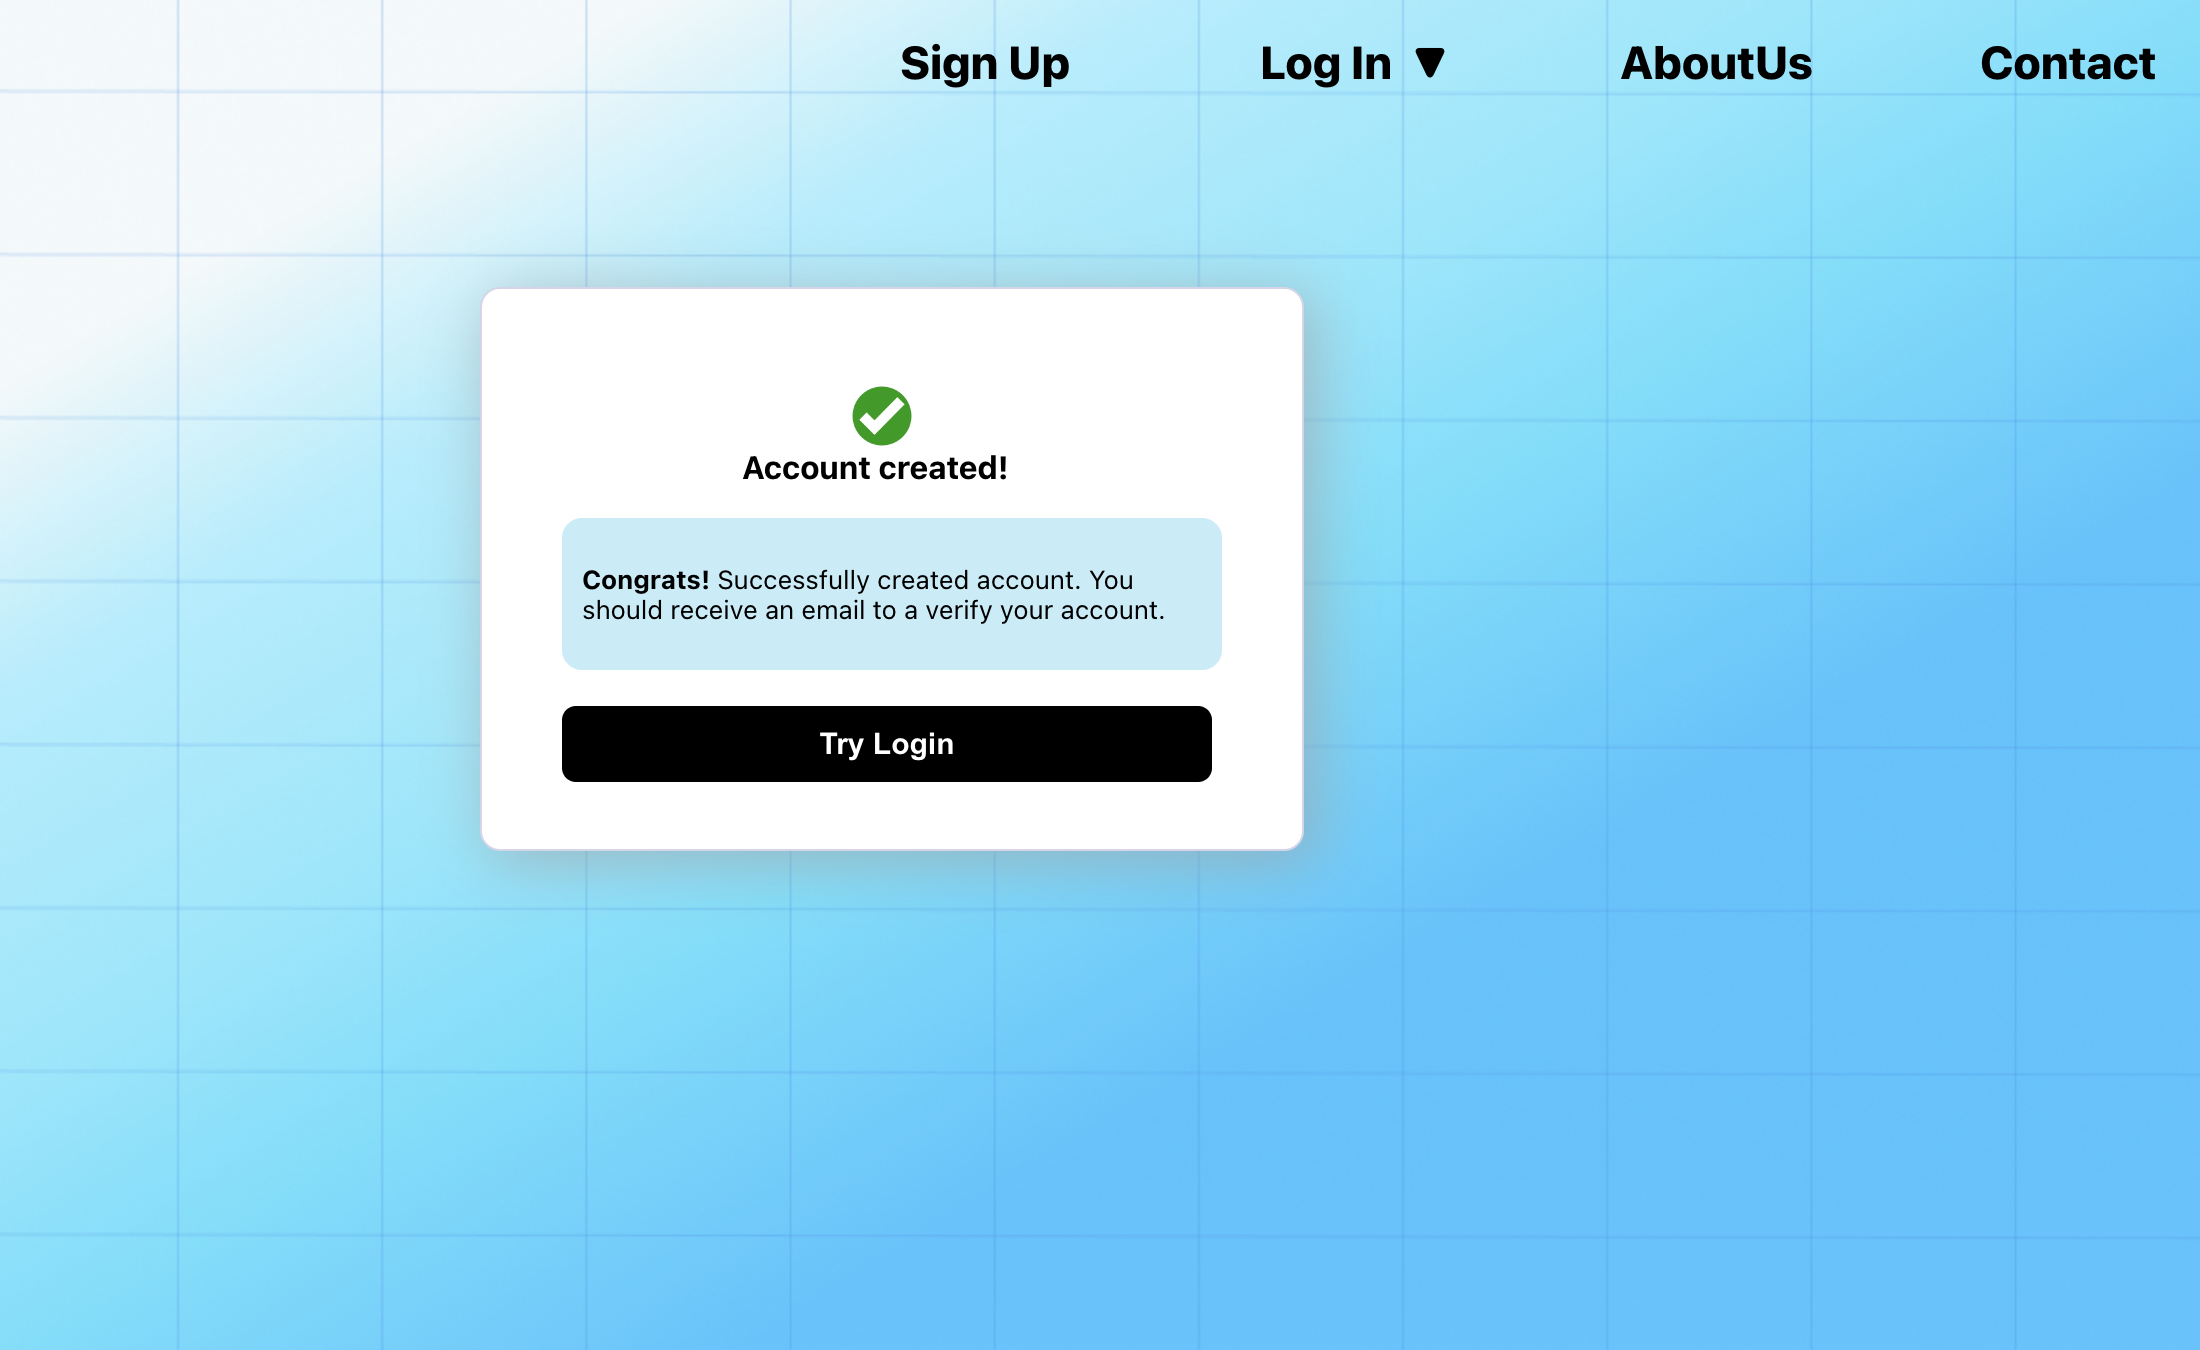 Sign Up Log In ▼ AboutUs Contact
Account created!
Congrats! Successfully created account. You
should receive an email to a verify your account.
Try Login